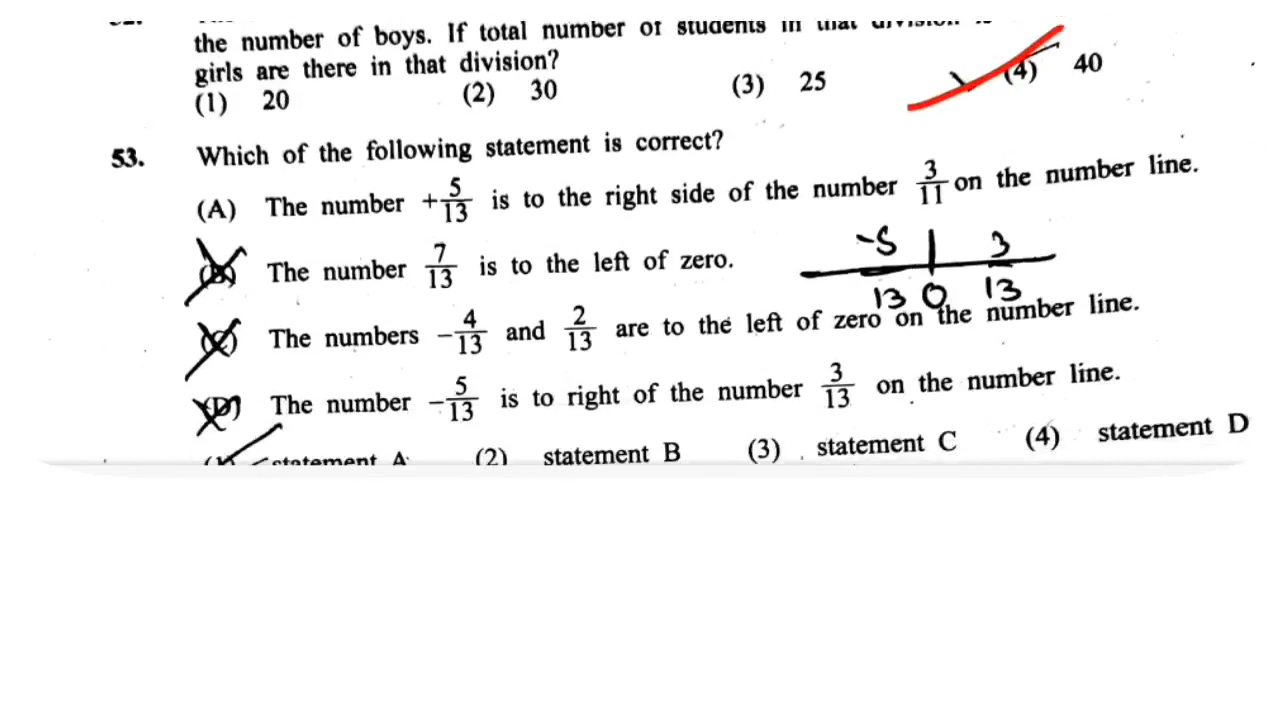 the number of boys. If total number of students in that division is
girls are there in that division?
(1) 20 (2) 30 (3) 25 (4) 40
53. Which of the following statement is correct?
(A) The number +5/13 is to the right side of the number 3/11 on the number line.
(B) The number 7/13 is to the left of zero.
-5 3
13 0 13
(C) The numbers -4/13 and 2/13 are to the left of zero on the number line.
(D) The number -5/13 is to right of the number 3/13 on the number line.
(1) statement A (2) statement B (3) statement C (4) statement D